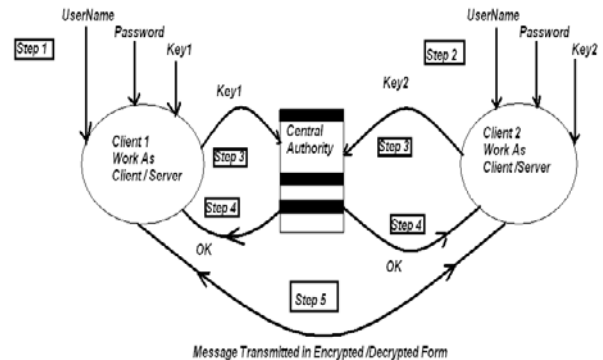 UserName
Password
Key1
Step 1
Client 1
Work As
Client / Server
Key1
Step 3
Step 4
OK
Central
Authority
Key2
Step 3
Step 4
OK
UserName
Password
Key2
Step 2
Client 2
Work As
Client /Server
Step 5
Message Transmitted in Encrypted /Decrypted Form